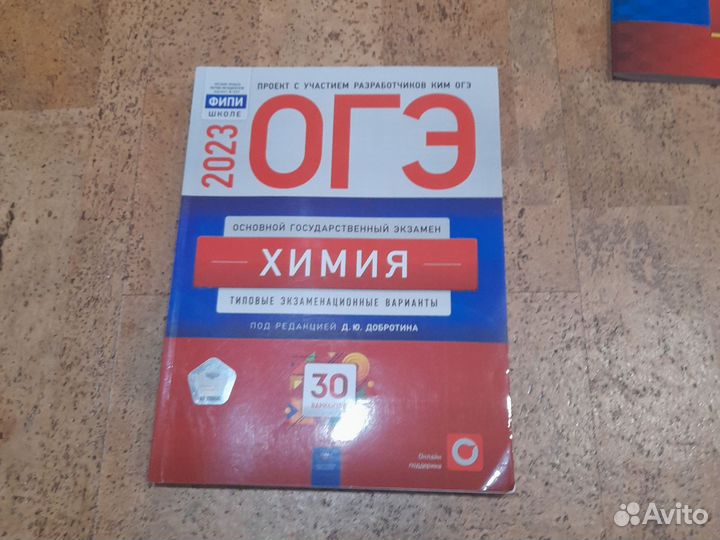 ПРОЕКТ С УЧАСТИЕМ РАЗРАБОТЧИКОВ КИМ ОГЭ
ФИПИ
ШКОЛЕ
2023
ОГЭ
ОСНОВНОЙ ГОСУДАРСТВЕННЫЙ ЭКЗАМЕН
ХИМИЯ
ТИПОВЫЕ ЭКЗАМЕНАЦИОННЫЕ ВАРИАНТЫ
ПОД РЕДАКЦИЕЙ Д. Ю. ДОБРОТИНА
30
Онлайн
поддержка
Avito